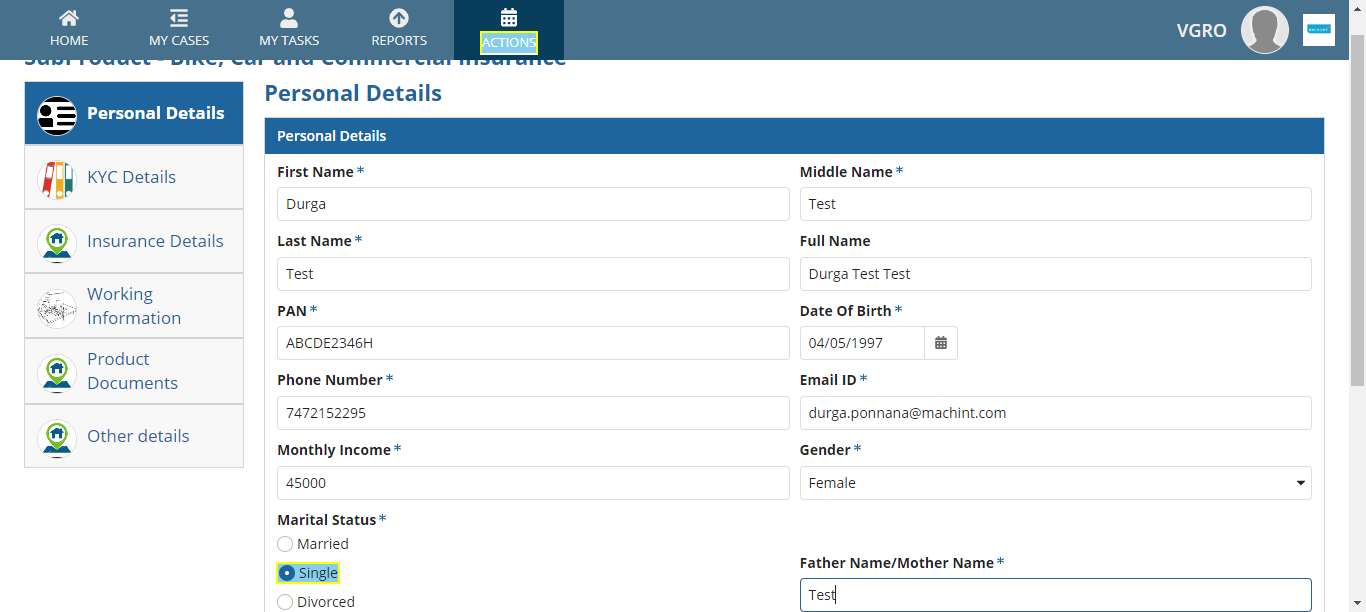 HOME
MY CASES
MY TASKS
REPORTS
ACTIONS
VGRO
SubProduct - Bike, Car and Commercial Insurance
Personal Details
KYC Details
Insurance Details
Working
Information
Product
Documents
Other details
Personal Details
Personal Details
First Name *
Middle Name *
Durga
Test
Last Name *
Full Name
Test
Durga Test Test
PAN *
Date Of Birth *
ABCDE2346H
04/05/1997
Phone Number *
Email ID *
7472152295
durga.ponnana@machint.com
Monthly Income *
Gender *
45000
Female
Marital Status *
Married
Single
Divorced
Father Name/Mother Name *
Test